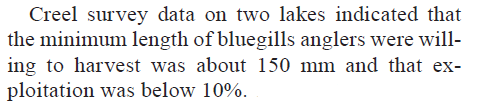 Creel survey data on two lakes indicated that
the minimum length of bluegills anglers were will-
ing to harvest was about 150 mm and that ex-
ploitation was below 10%.